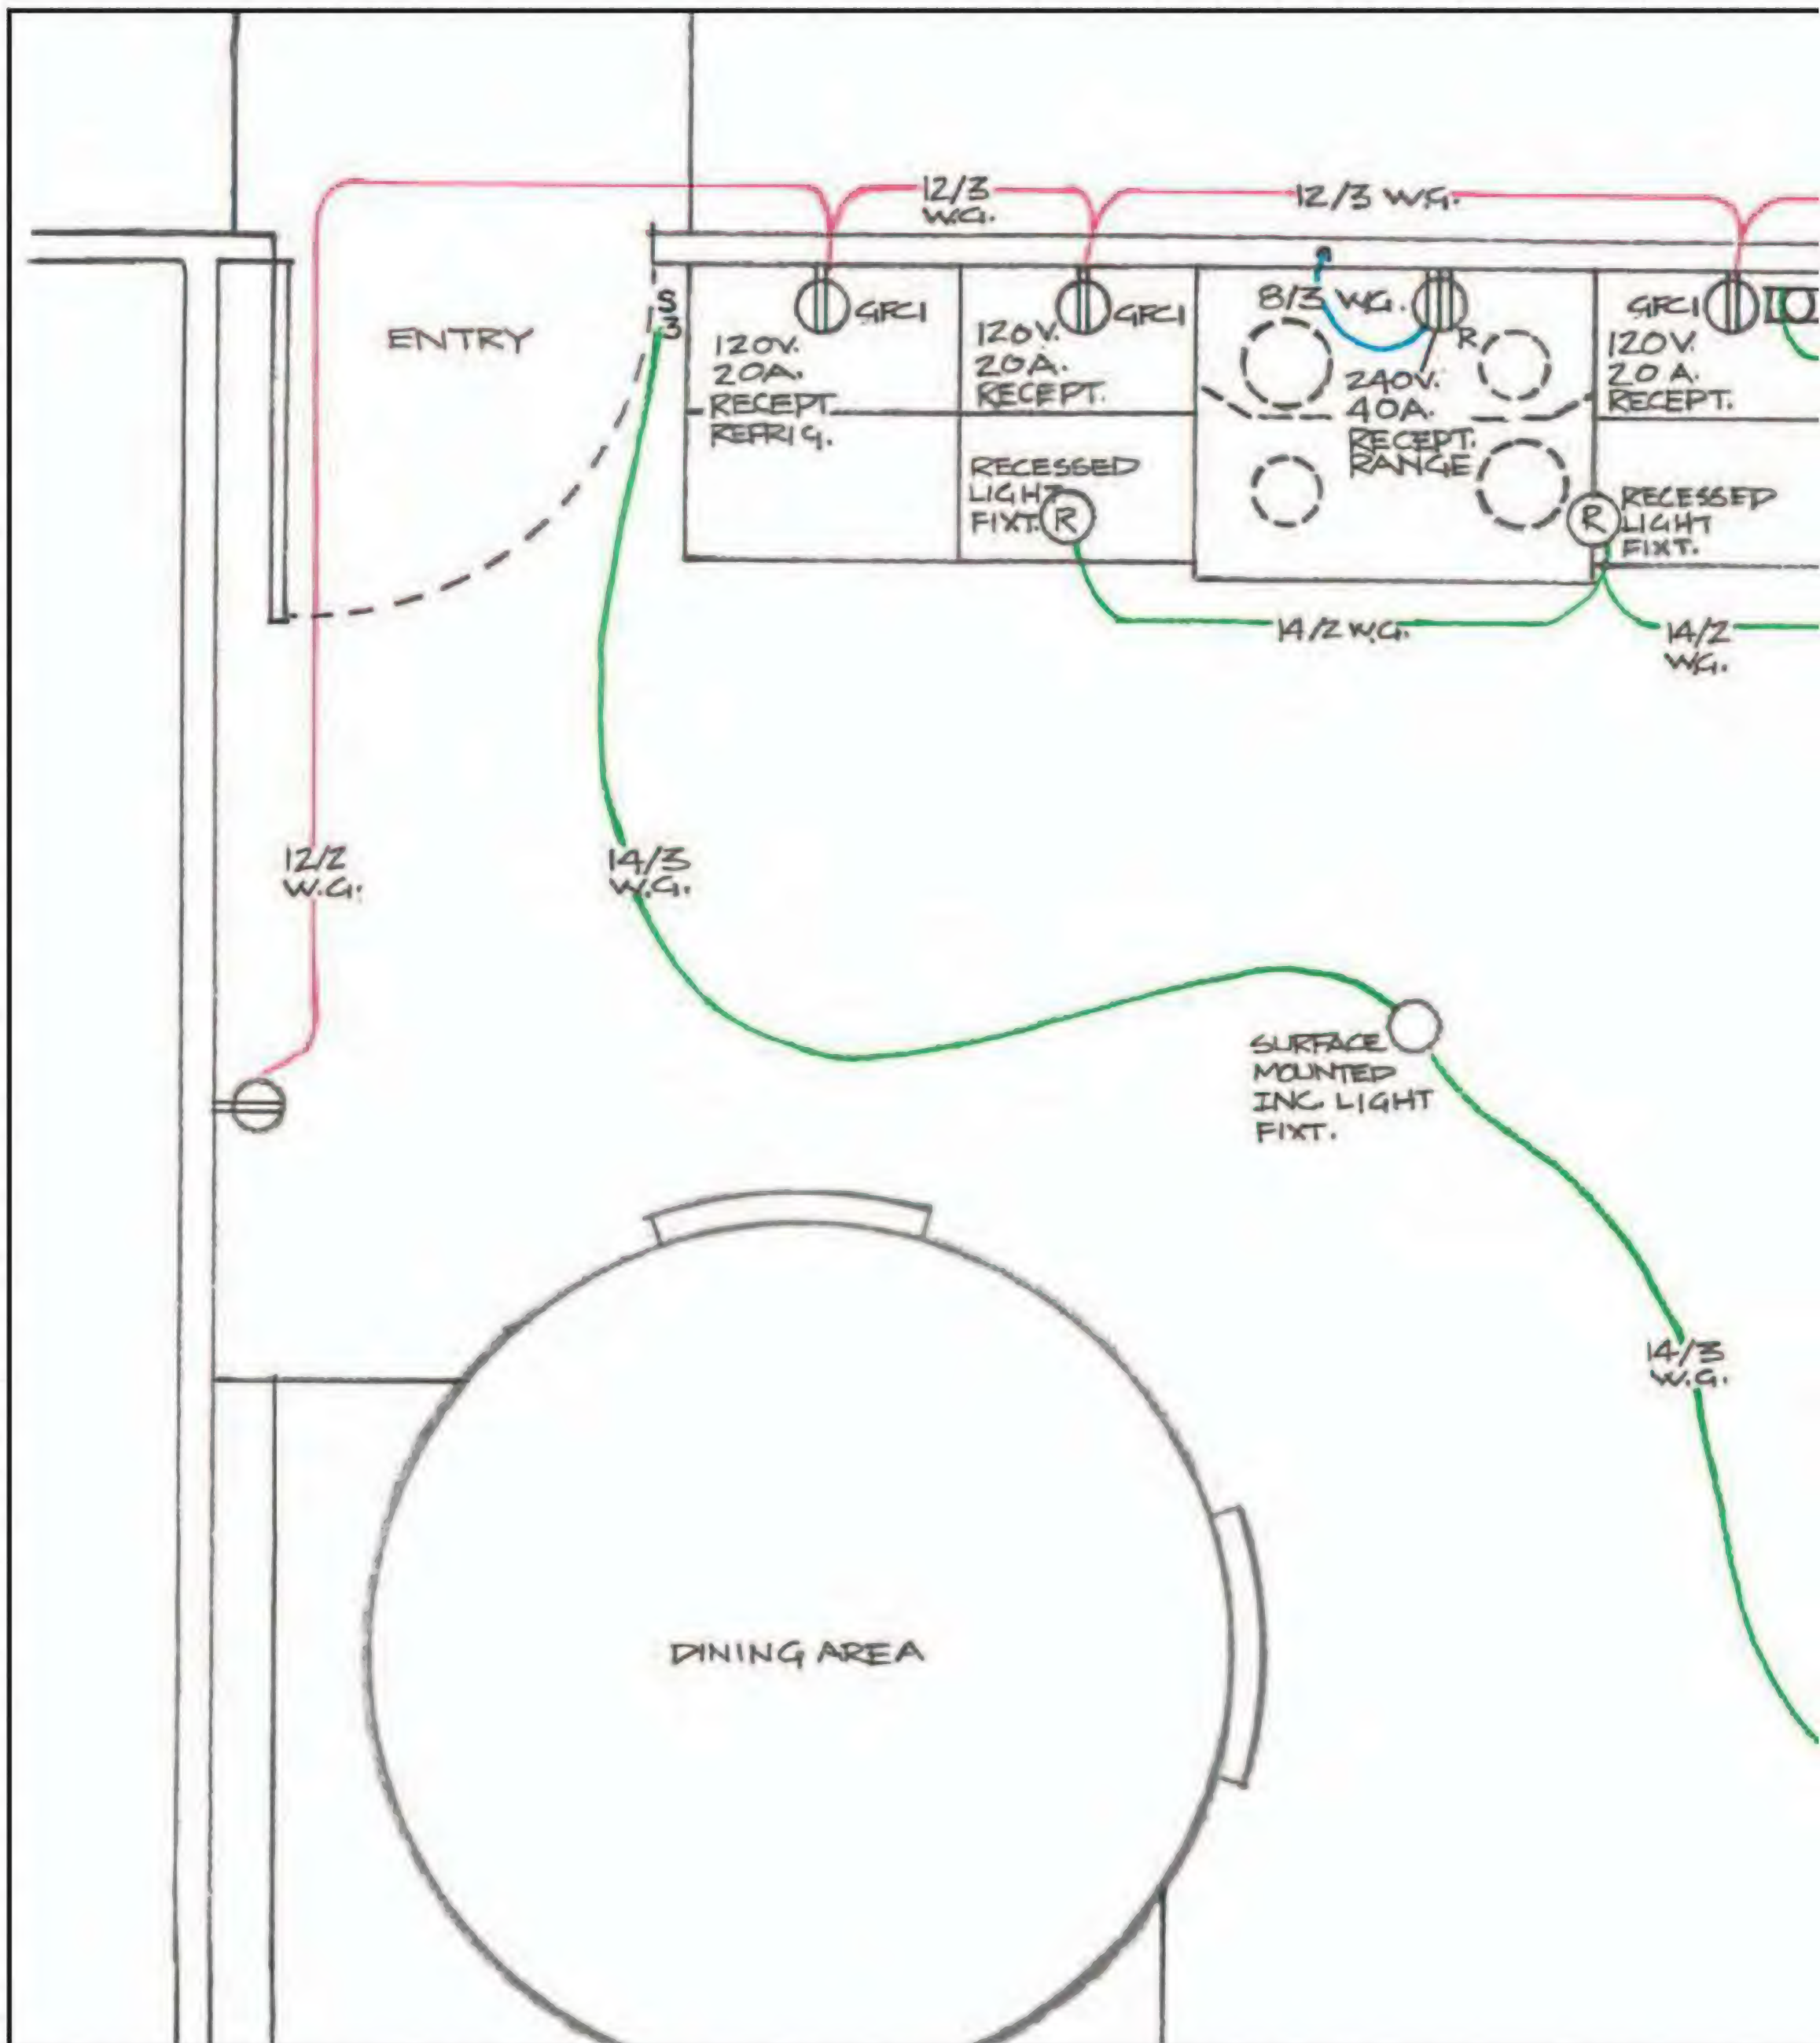 12/3
W.G.
12/3 W.G.
ENTRY
S
3
GFCI
120V.
20A.
RECEPT.
REFRIG.
GFCI
120V.
20A.
RECEPT.
8/3 W.G.
R
240V.
40A.
RECEPT.
RANGE
GFCI
120V.
20A.
RECEPT.
RECESSED
LIGHT
FIXT.
R
R
RECESSED
LIGHT
FIXT.
14/2 W.G.
14/2
W.G.
12/2
W.G.
14/3
W.G.
SURFACE
MOUNTED
INC. LIGHT
FIXT.
14/3
W.G.
DINING AREA